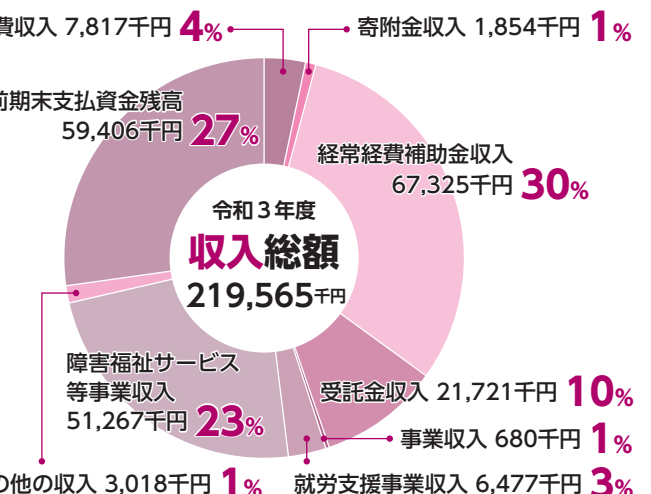 費収入 7,817千円 4%
寄附金収入 1,854千円 1%
前期末支払資金残高
59,406千円 27%
経常経費補助金収入
67,325千円 30%
令和3年度
収入総額
219,565千円
障害福祉サービス
等事業収入
51,267千円 23%
受託金収入 21,721千円 10%
事業収入 680千円 1%
の他の収入 3,018千円 1%
就労支援事業収入 6,477千円 3%